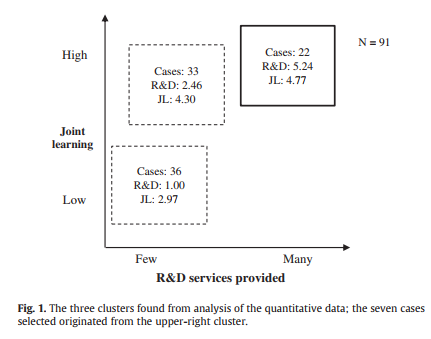 High
Cases: 33
R&D: 2.46
JL: 4.30
Cases: 22
R&D: 5.24
JL: 4.77
N = 91
Joint
learning
Cases: 36
R&D: 1.00
JL: 2.97
Low
Few
Many
R&D services provided
Fig. 1. The three clusters found from analysis of the quantitative data; the seven cases
selected originated from the upper-right cluster.